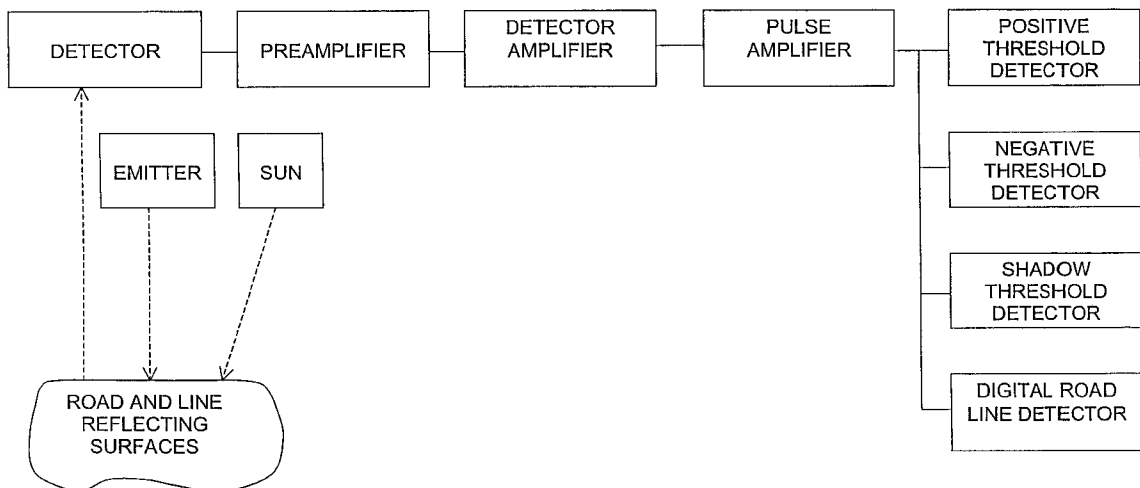 DETECTOR
PREAMPLIFIER
DETECTOR
AMPLIFIER
PULSE
AMPLIFIER
POSITIVE
THRESHOLD
DETECTOR
EMITTER
SUN
NEGATIVE
THRESHOLD
DETECTOR
SHADOW
THRESHOLD
DETECTOR
ROAD AND LINE
REFLECTING
SURFACES
DIGITAL ROAD
LINE DETECTOR